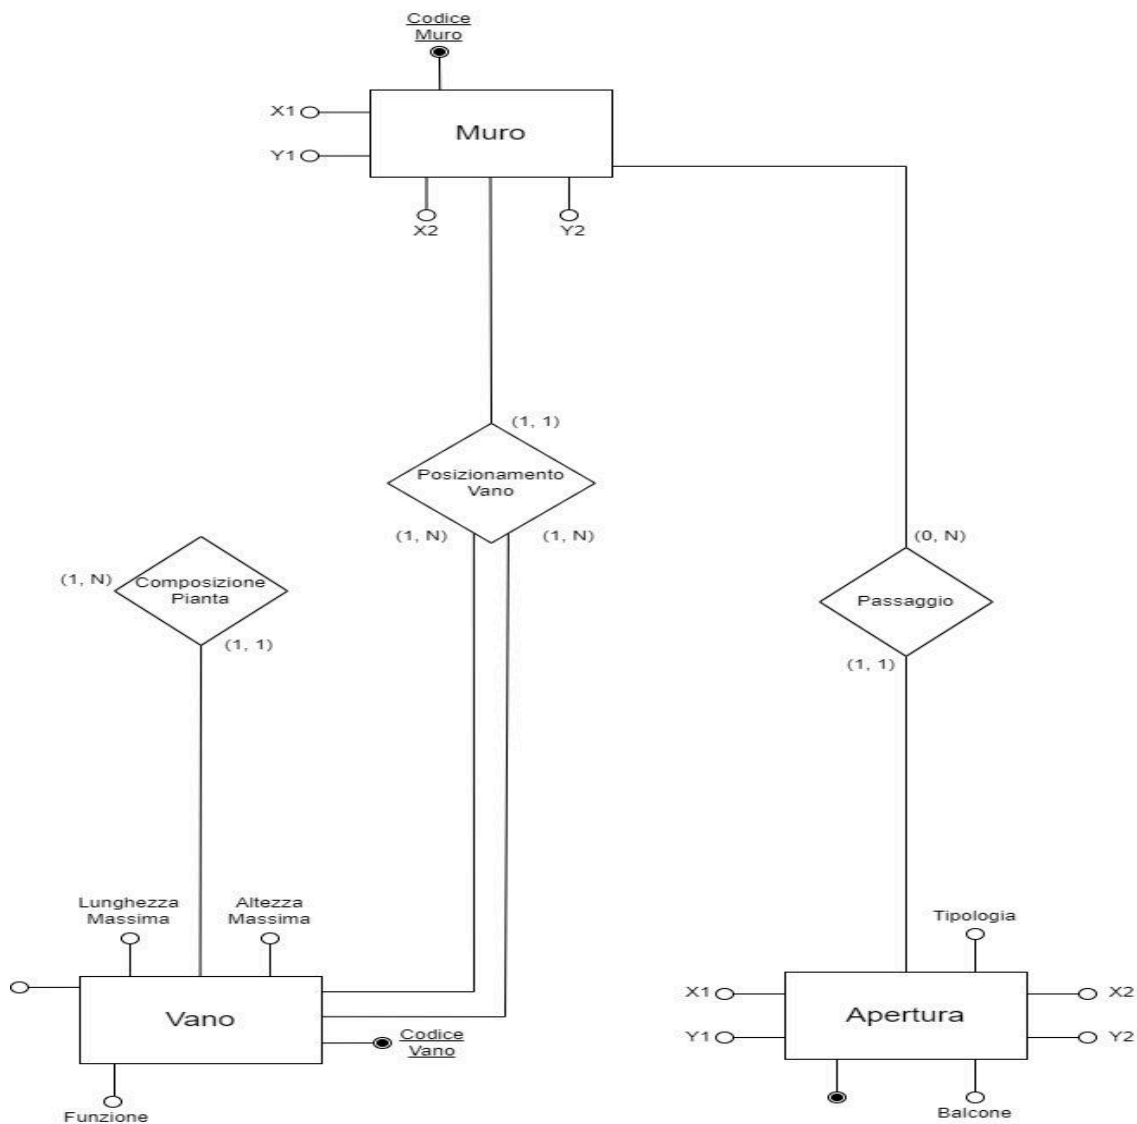 Codice
Muro
X1
Muro
Y1
X2
Y2
(1, 1)
Posizionamento
Vano
(1, N)
(1, N)
(0, N)
(1, N)
Composizione
Pianta
Passaggio
(1, 1)
(1, 1)
Lunghezza
Massima
Altezza
Massima
Tipologia
X1
X2
Vano
Apertura
Codice
Vano
Y1
Y2
Funzione
Balcone